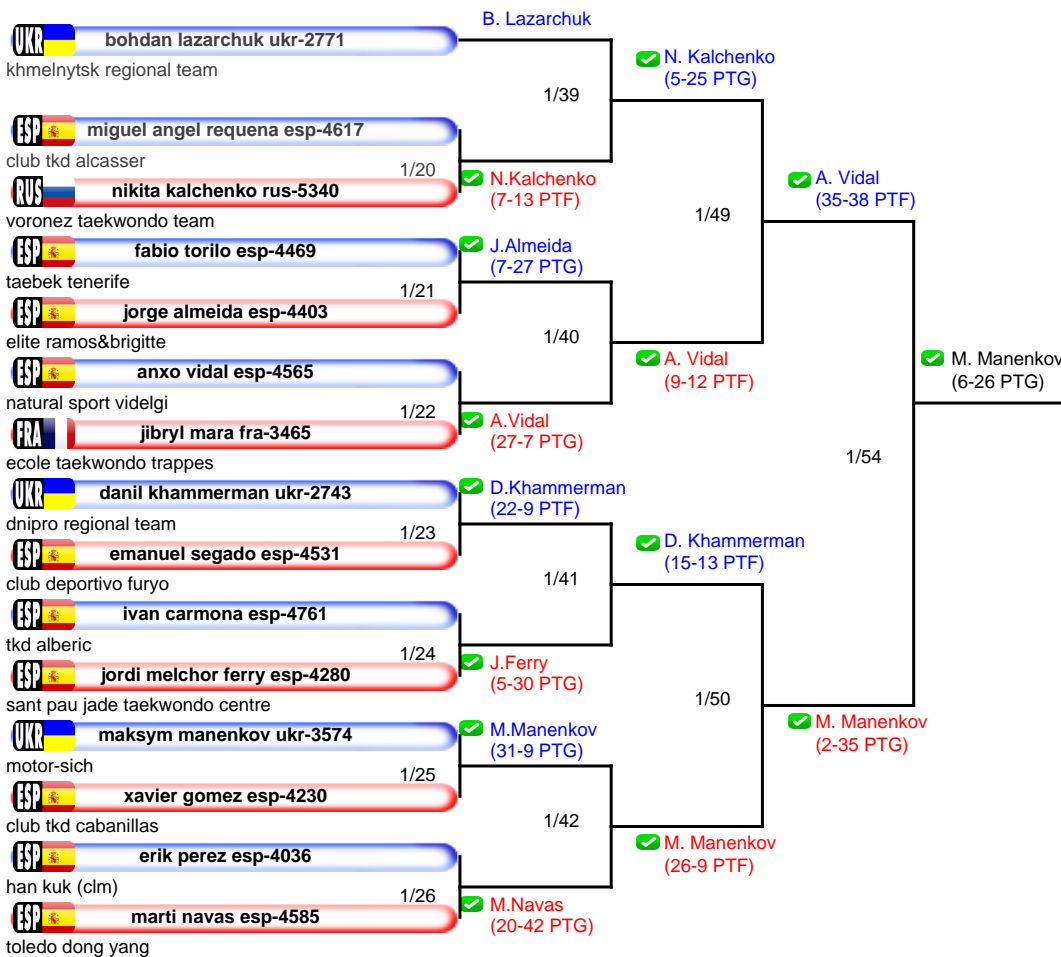 B. Lazarchuk
UKR bohdan lazarchuk ukr-2771
khmelnytsk regional team
N. Kalchenko
(5-25 PTG)
1/39
ESP miguel angel requena esp-4617
club tkd alcasser
1/20
RUS nikita kalchenko rus-5340
voronez taekwondo team
N.Kalchenko
(7-13 PTF)
A. Vidal
(35-38 PTF)
1/49
ESP fabio torilo esp-4469
taebek tenerife
J.Almeida
(7-27 PTG)
1/21
ESP jorge almeida esp-4403
elite ramos&brigitte
1/40
ESP anxo vidal esp-4565
natural sport videlgi
A. Vidal
(9-12 PTF)
M. Manenkov
(6-26 PTG)
1/22
FRA jibryl mara fra-3465
ecole taekwondo trappes
A.Vidal
(27-7 PTG)
1/54
UKR danil khammerman ukr-2743
dnipro regional team
D.Khammerman
(22-9 PTF)
1/23
ESP emanuel segado esp-4531
club deportivo furyo
D. Khammerman
(15-13 PTF)
1/41
ESP ivan carmona esp-4761
tkd alberic
1/24
ESP jordi melchor ferry esp-4280
sant pau jade taekwondo centre
J.Ferry
(5-30 PTG)
1/50
M. Manenkov
(2-35 PTG)
UKR maksym manenkov ukr-3574
motor-sich
M.Manenkov
(31-9 PTG)
1/25
ESP xavier gomez esp-4230
club tkd cabanillas
1/42
M. Manenkov
(26-9 PTF)
ESP erik perez esp-4036
han kuk (clm)
1/26
ESP marti navas esp-4585
toledo dong yang
M.Navas
(20-42 PTG)